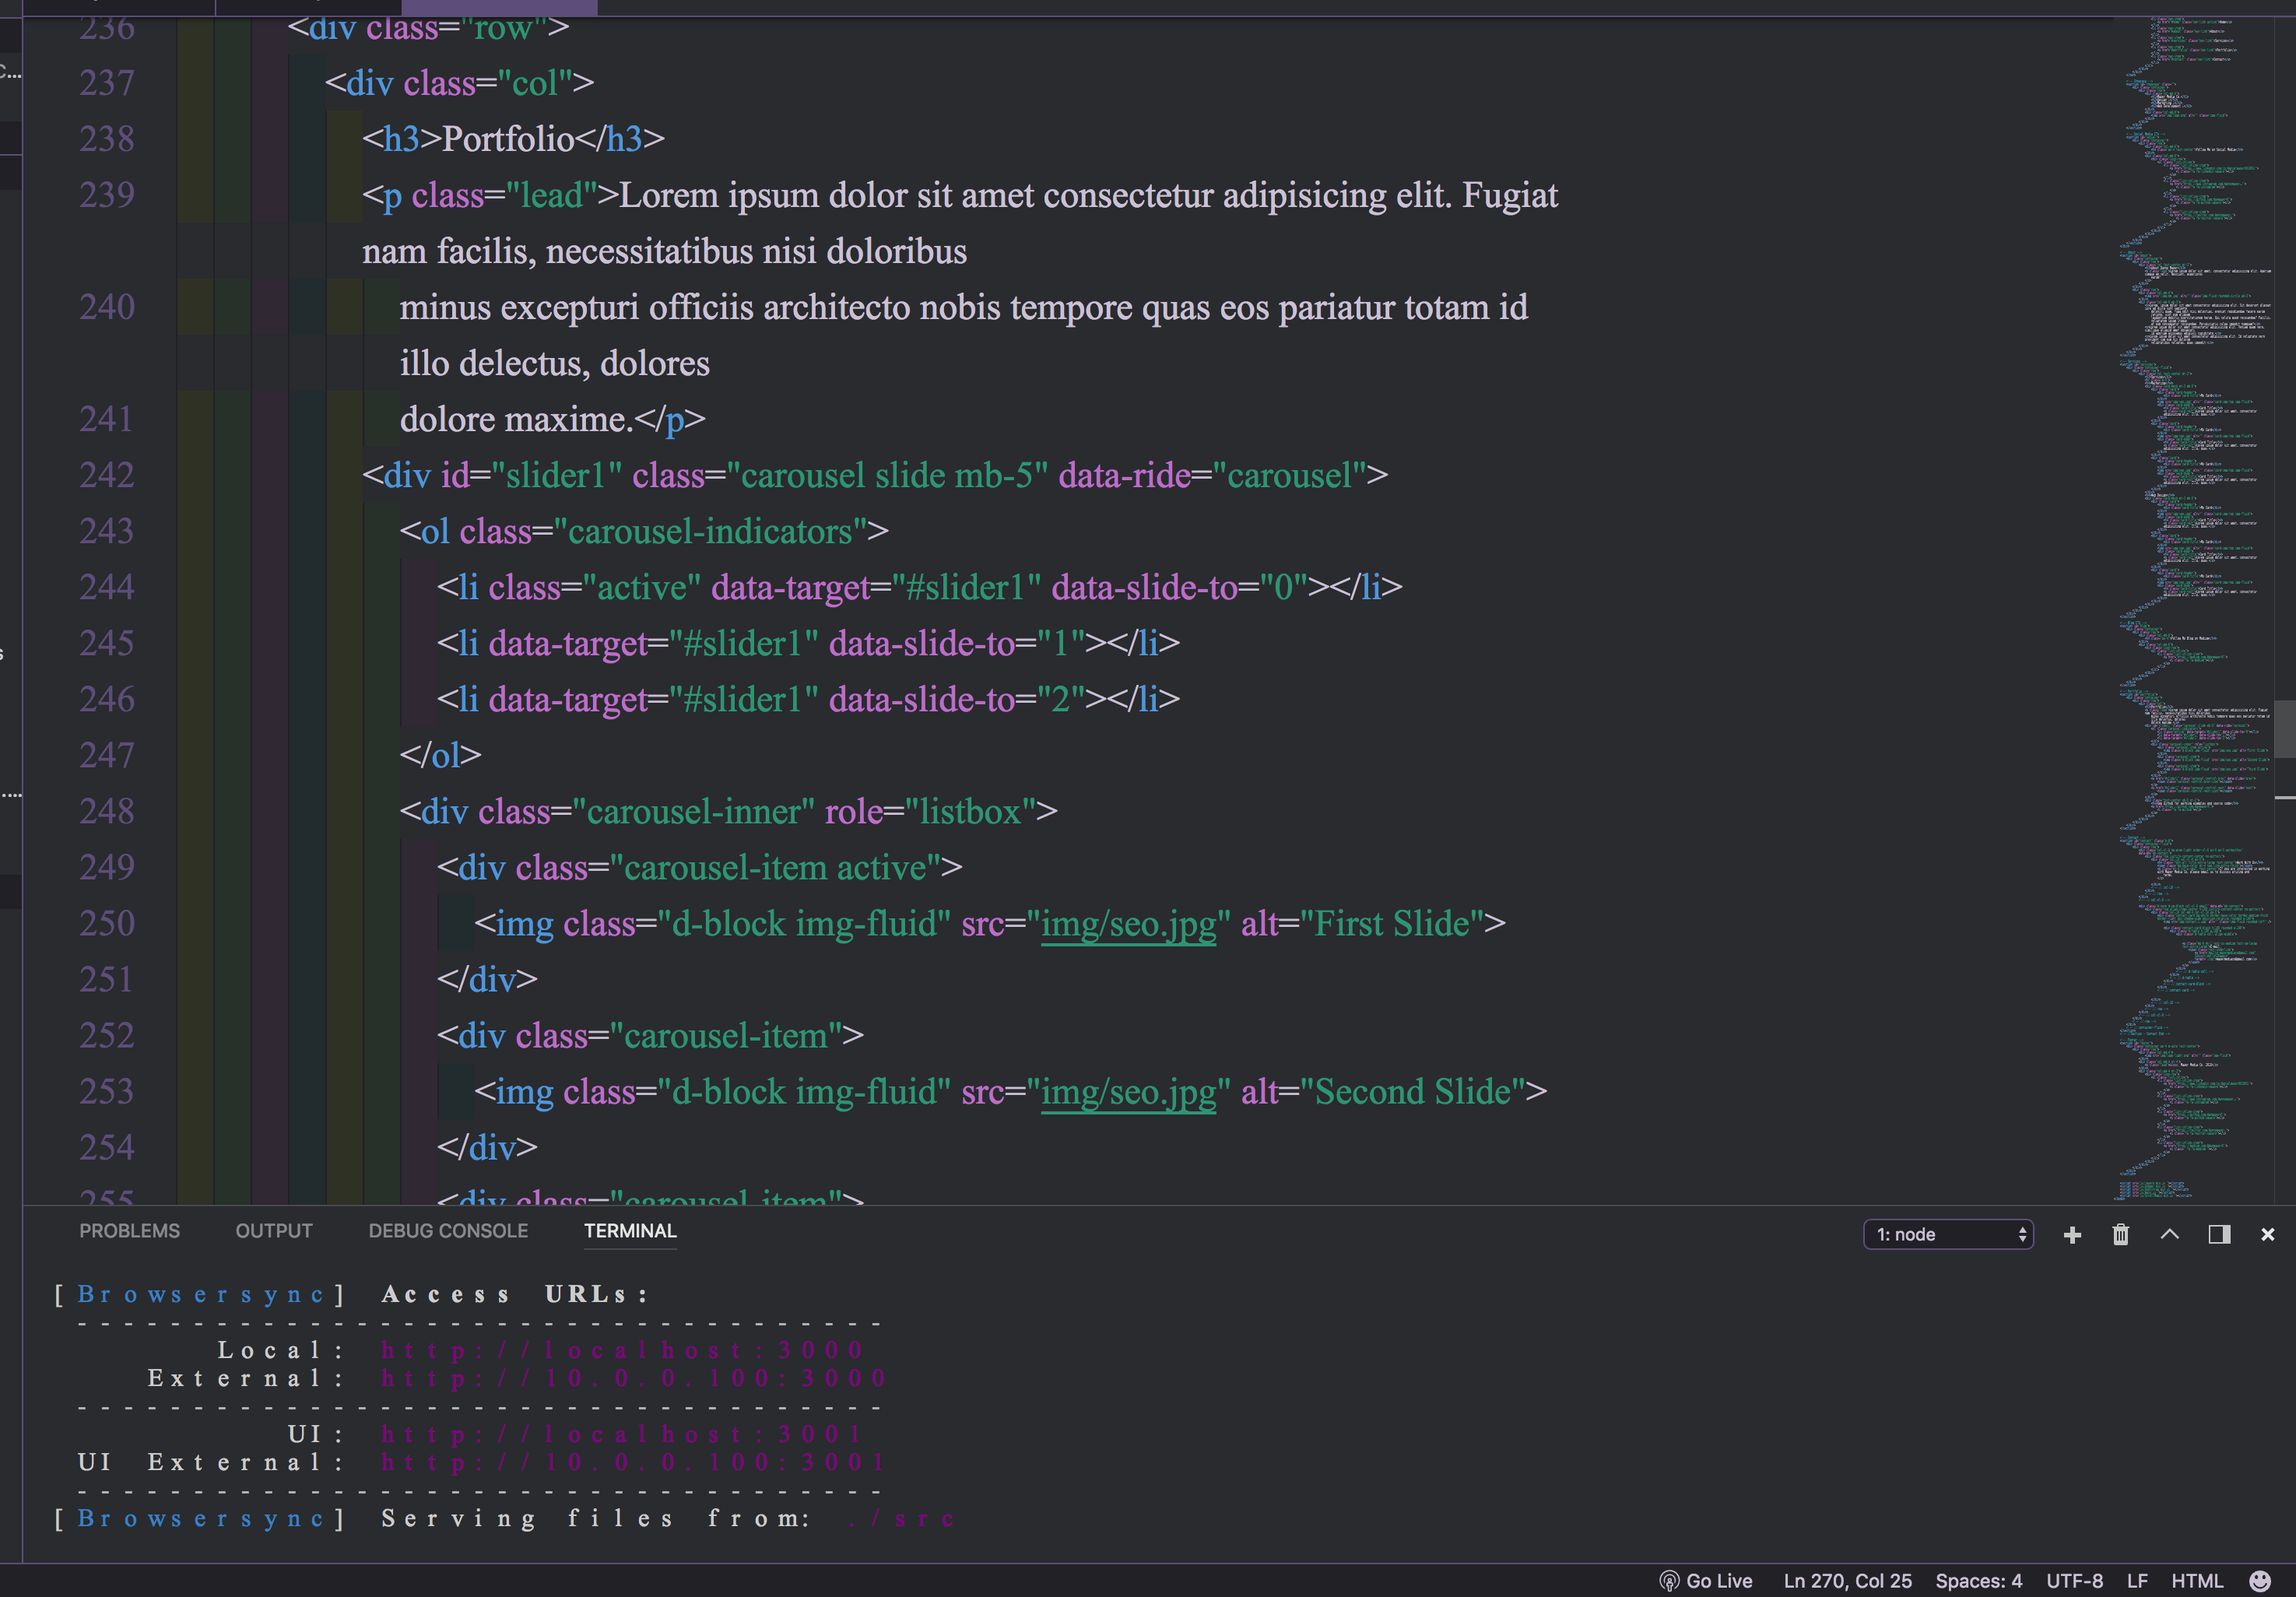 236 <div class="row">
237 <div class="col">
238 <h3>Portfolio</h3>
239 <p class="lead">Lorem ipsum dolor sit amet consectetur adipisicing elit. Fugiat
nam facilis, necessitatibus nisi doloribus
240 minus excepturi officiis architecto nobis tempore quas eos pariatur totam id
illo delectus, dolores
241 dolore maxime.</p>
242 <div id="slider1" class="carousel slide mb-5" data-ride="carousel">
243 <ol class="carousel-indicators">
244 <li class="active" data-target="#slider1" data-slide-to="0"></li>
245 <li data-target="#slider1" data-slide-to="1"></li>
246 <li data-target="#slider1" data-slide-to="2"></li>
247 </ol>
248 <div class="carousel-inner" role="listbox">
249 <div class="carousel-item active">
250 <img class="d-block img-fluid" src="img/seo.jpg" alt="First Slide">
251 </div>
252 <div class="carousel-item">
253 <img class="d-block img-fluid" src="img/seo.jpg" alt="Second Slide">
254 </div>
255 <div class="carousel-item">
PROBLEMS OUTPUT DEBUG CONSOLE TERMINAL 1: node
[Browsersync] Access URLs:
-----------------------------------
Local: http://localhost:3000
External: http://10.0.0.100:3000
-----------------------------------
UI: http://localhost:3001
UI External: http://10.0.0.100:3001
-----------------------------------
[Browsersync] Serving files from: ./src
Go Live Ln 270, Col 25 Spaces: 4 UTF-8 LF HTML